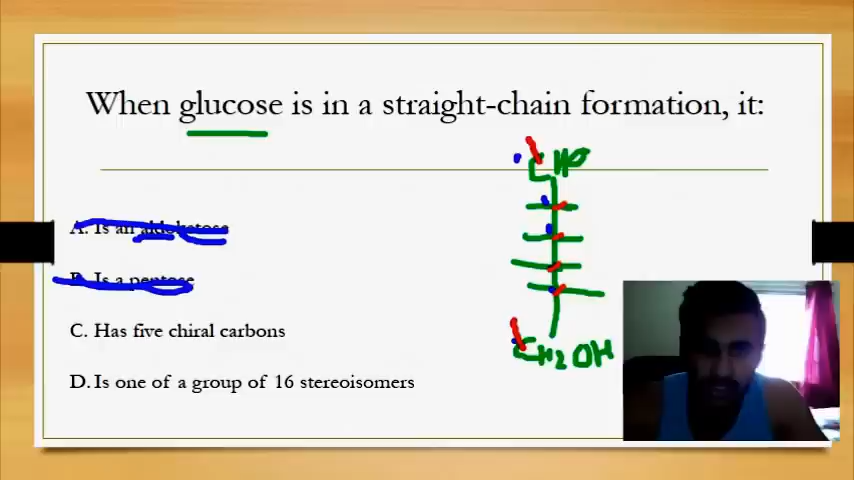 When glucose is in a straight-chain formation, it:
CHO
A. Is an aldoketose
B. Is a pentose
C. Has five chiral carbons
CH2OH
D. Is one of a group of 16 stereoisomers